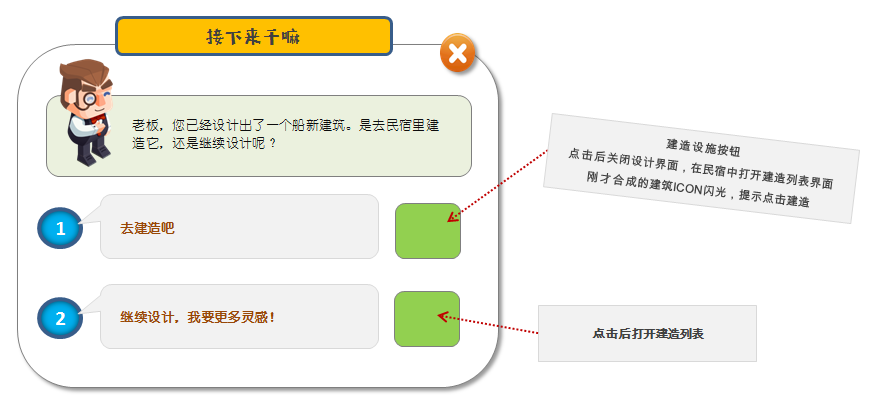 接下来干嘛
老板，您已经设计出了一个船新建筑。是去民宿里建
造它，还是继续设计呢？
1
去建造吧
2
继续设计，我要更多灵感！
建造设施按钮
点击后关闭设计界面，在民宿中打开建造列表界面
刚才合成的建筑ICON闪光，提示点击建造
点击后打开建造列表